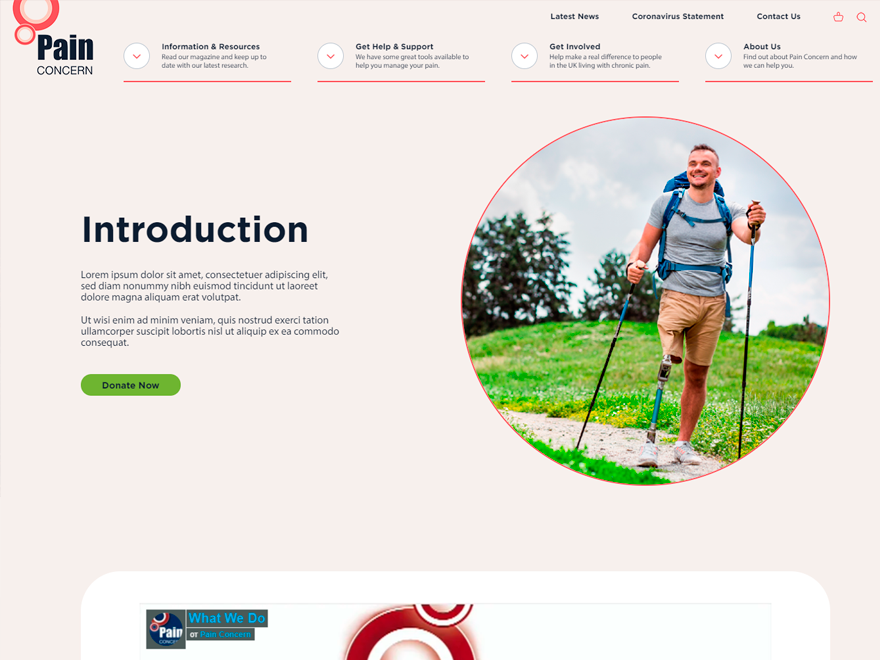 Latest News
Coronavirus Statement
Contact Us
Pain
CONCERN
Information & Resources
Read our magazine and keep up to
date with our latest research.
Get Help & Support
We have some great tools available to
help you manage your pain.
Get Involved
Help make a real difference to people
in the UK living with chronic pain.
About Us
Find out about Pain Concern and how
we can help you.
Introduction
Lorem ipsum dolor sit amet, consectetuer adipiscing elit,
sed diam nonummy nibh euismod tincidunt ut laoreet
dolore magna aliquam erat volutpat.
Ut wisi enim ad minim veniam, quis nostrud exerci tation
ullamcorper suscipit lobortis nisl ut aliquip ex ea commodo
consequat.
Donate Now
Pain
CONCERN
What We Do
от Pain Concern